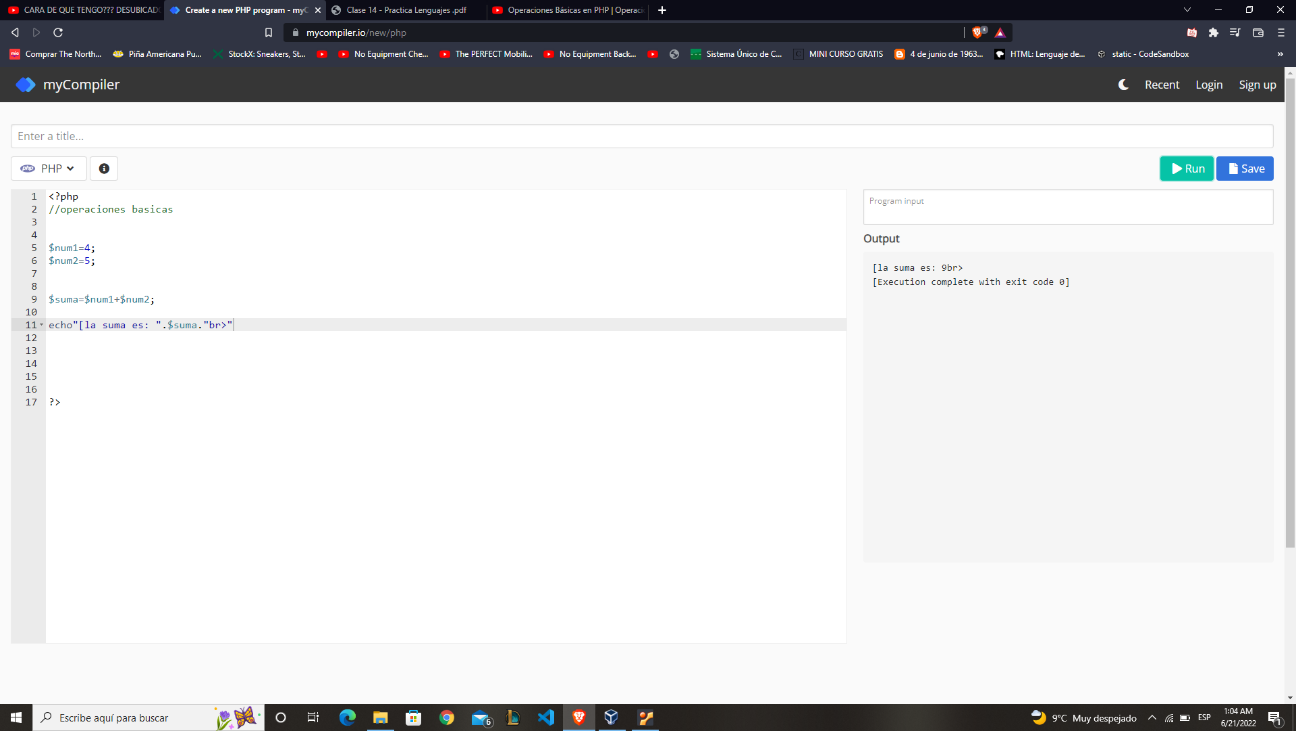 CARA DE QUE TENGO??? DESUBICAD
Create a new PHP program - myC
Clase 14 - Practica Lenguajes .pdf
Operaciones Básicas en PHP | Operac
mycompiler.io/new/php
Comprar The North...
Piña Americana Pu...
StockX: Sneakers, St...
No Equipment Che...
The PERFECT Mobili...
No Equipment Back...
Sistema Único de C...
MINI CURSO GRATIS
4 de junio de 1963...
HTML: Lenguaje de...
static - CodeSandbox
»
myCompiler
Recent
Login
Sign up
Enter a title...
php PHP
Run
Save
1 <?php
2 //operaciones basicas
3
4
5 $num1=4;
6 $num2=5;
7
8
9 $suma=$num1+$num2;
10
11 echo"[la suma es: ".$suma."br>"
12
13
14
15
16
17 ?>
Program input
Output
[la suma es: 9br>
[Execution complete with exit code 0]
Escribe aquí para buscar
6
9°C Muy despejado
ESP
1:04 AM
6/21/2022
1